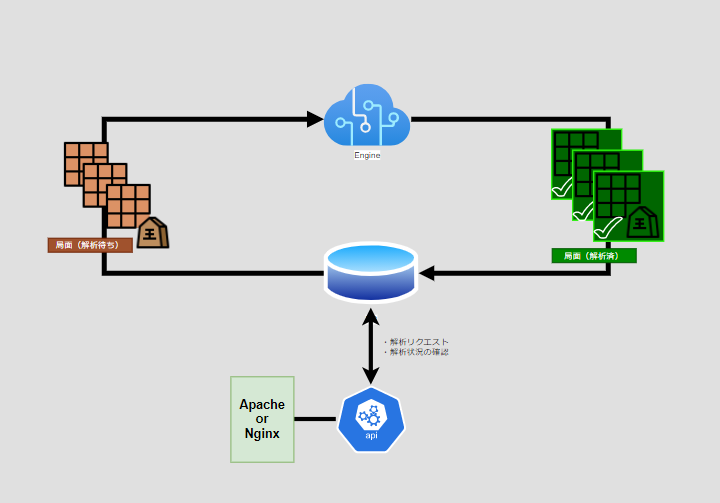 Engine
王
局面（解析待ち）
王
局面（解析済）
・解析リクエスト
・解析状況の確認
Apache
or
Nginx
api